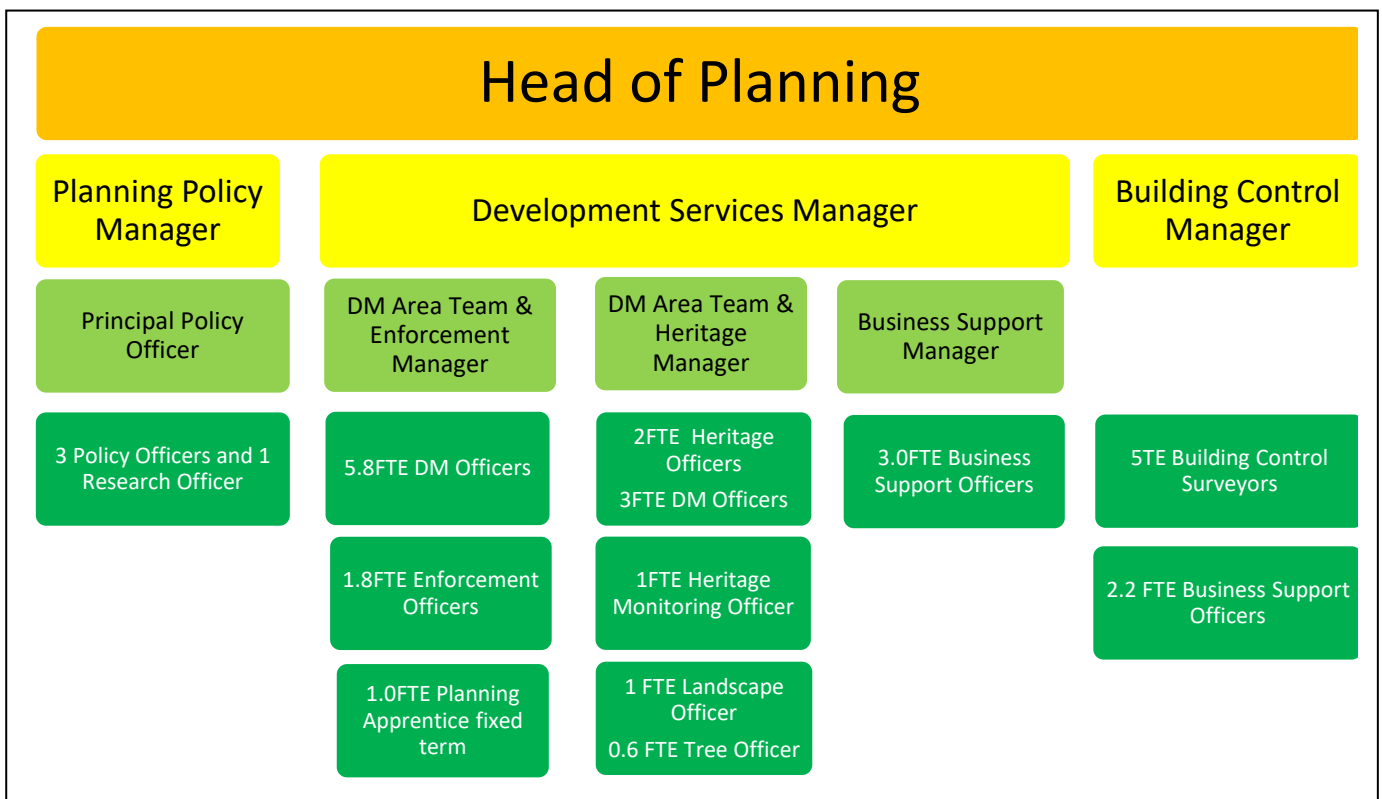 Head of Planning
Planning Policy
Manager
Development Services Manager
Building Control
Manager
Principal Policy
Officer
DM Area Team &
Enforcement
Manager
DM Area Team &
Heritage
Manager
Business Support
Manager
3 Policy Officers and 1
Research Officer
5.8FTE DM Officers
2FTE  Heritage
Officers
3FTE DM Officers
3.0FTE Business
Support Officers
5TE Building Control
Surveyors
1.8FTE Enforcement
Officers
1FTE Heritage
Monitoring Officer
2.2 FTE Business Support
Officers
1.0FTE Planning
Apprentice fixed
term
1 FTE Landscape
Officer
0.6 FTE Tree Officer